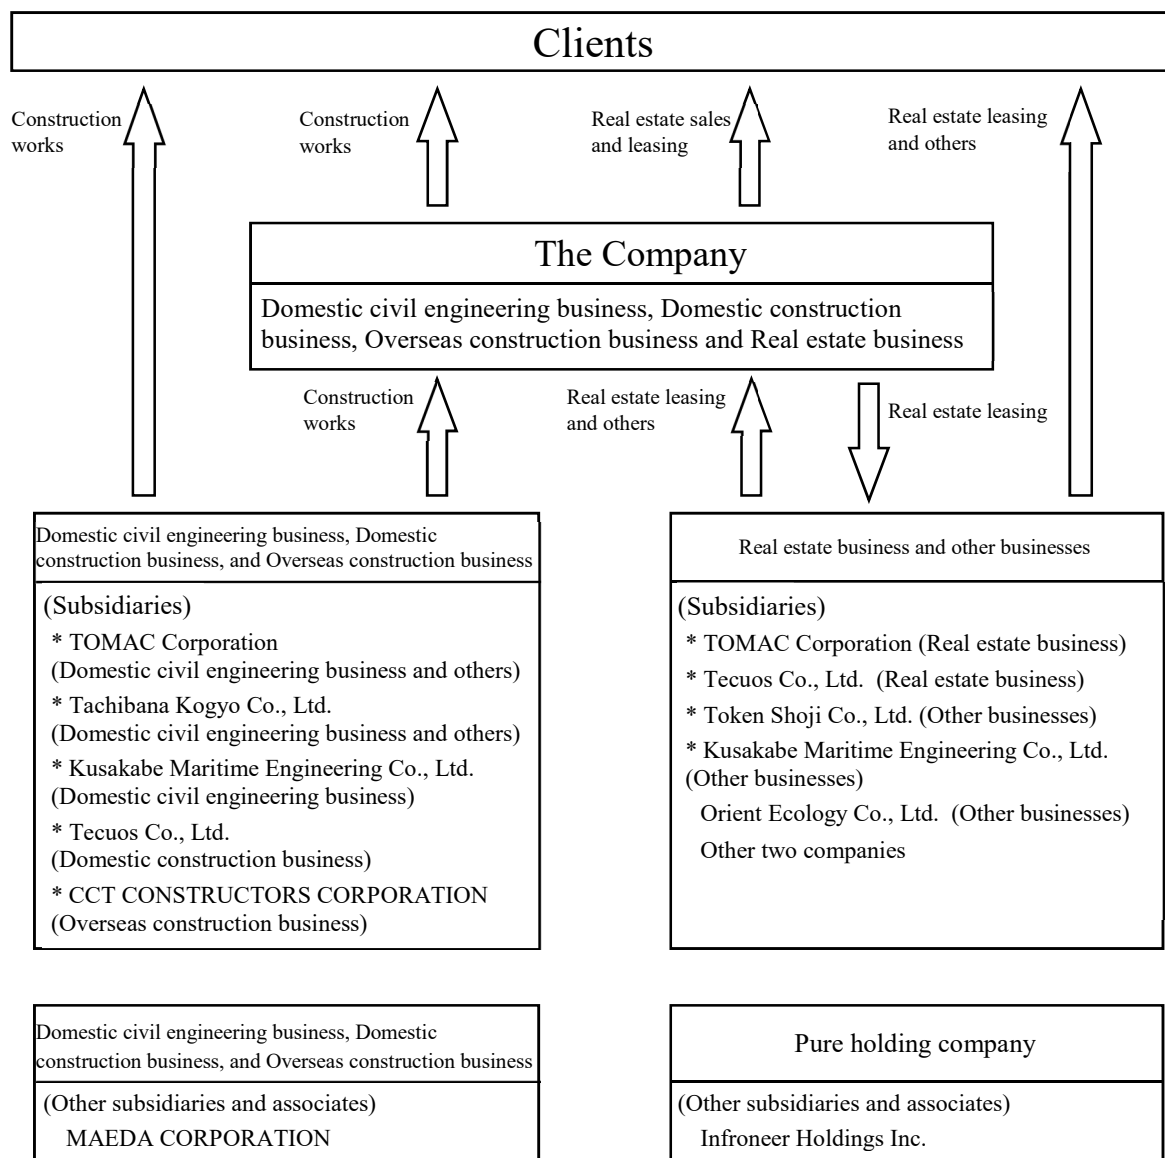 Clients
Construction
works
Construction
works
Real estate sales
and leasing
Real estate leasing
and others
The Company
Domestic civil engineering business, Domestic construction
business, Overseas construction business and Real estate business
Construction
works
Real estate leasing
and others
Real estate leasing
Domestic civil engineering business, Domestic
construction business, and Overseas construction business
(Subsidiaries)
* TOMAC Corporation
(Domestic civil engineering business and others)
* Tachibana Kogyo Co., Ltd.
(Domestic civil engineering business and others)
* Kusakabe Maritime Engineering Co., Ltd.
(Domestic civil engineering business)
* Tecuos Co., Ltd.
(Domestic construction business)
* CCT CONSTRUCTORS CORPORATION
(Overseas construction business)
Real estate business and other businesses
(Subsidiaries)
* TOMAC Corporation (Real estate business)
* Tecuos Co., Ltd. (Real estate business)
* Token Shoji Co., Ltd. (Other businesses)
* Kusakabe Maritime Engineering Co., Ltd.
(Other businesses)
Orient Ecology Co., Ltd. (Other businesses)
Other two companies
Domestic civil engineering business, Domestic
construction business, and Overseas construction business
(Other subsidiaries and associates)
MAEDA CORPORATION
Pure holding company
(Other subsidiaries and associates)
Infroneer Holdings Inc.